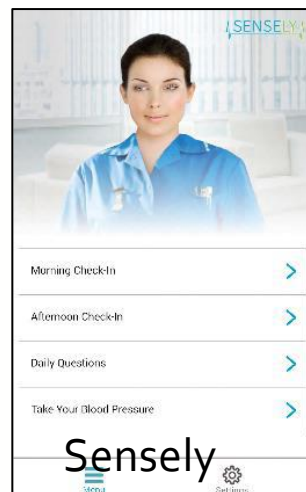 SENSELY
Morning Check-In
Afternoon Check-In
Daily Questions
Take Your Blood Pressure
Sensely
Menu
Settings